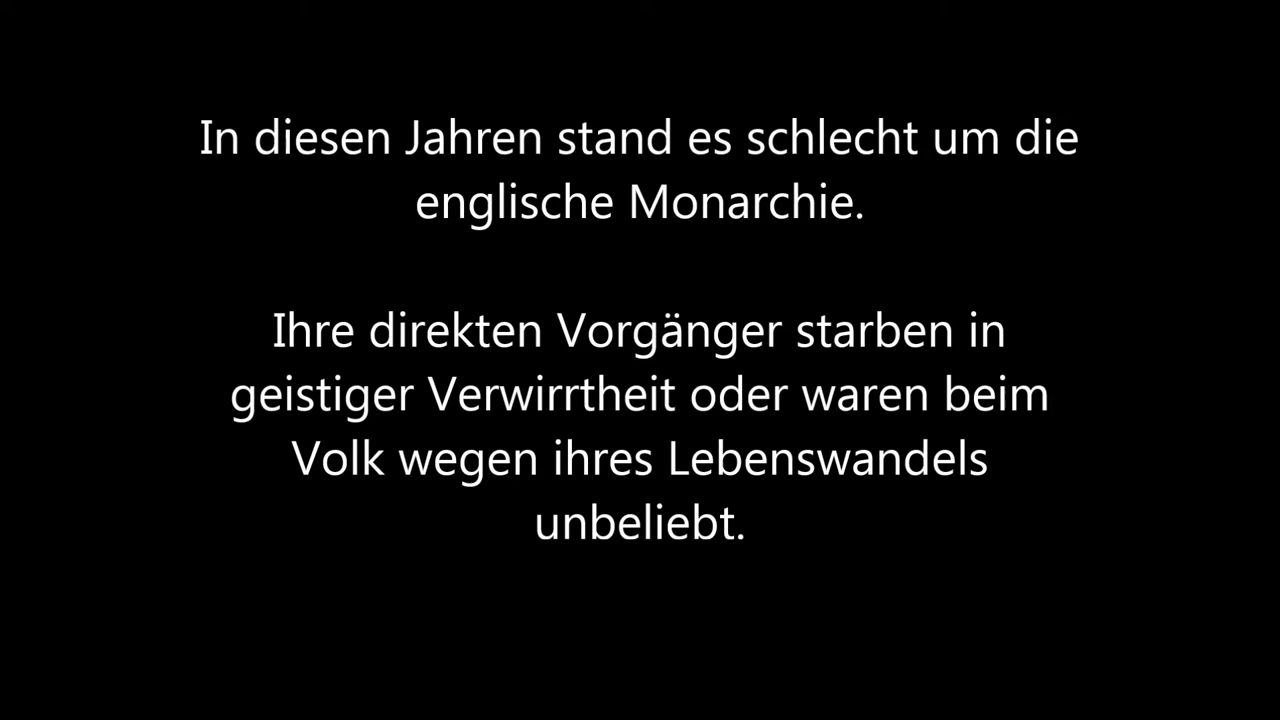 In diesen Jahren stand es schlecht um die
englische Monarchie.
Ihre direkten Vorgänger starben in
geistiger Verwirrtheit oder waren beim
Volk wegen ihres Lebenswandels
unbeliebt.